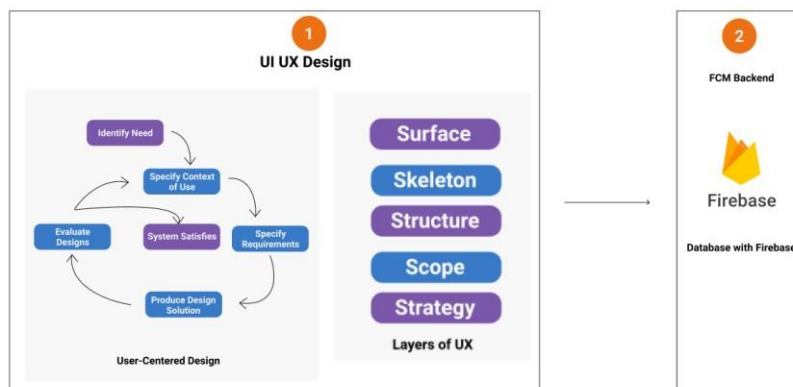 1
UI UX Design
Identify Need
Specify Context
of Use
Evaluate
Designs
System Satisfies
Specify
Requirements
Produce Design
Solution
User-Centered Design
Surface
Skeleton
Structure
Scope
Strategy
Layers of UX
2
FCM Backend
Firebase
Database with Firebase